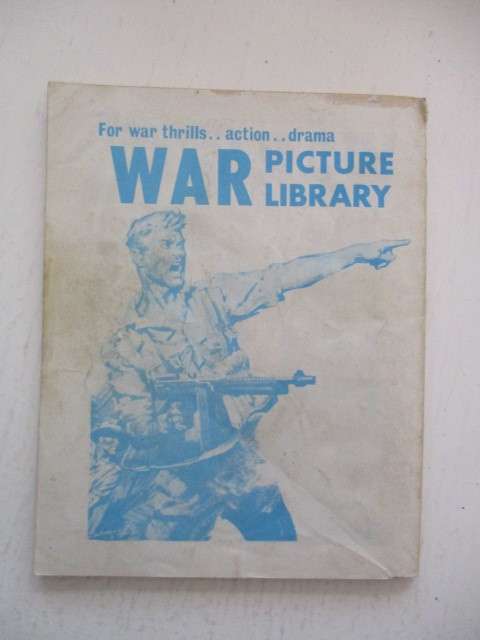 For war thrills.. action.. drama
WAR PICTURE
LIBRARY